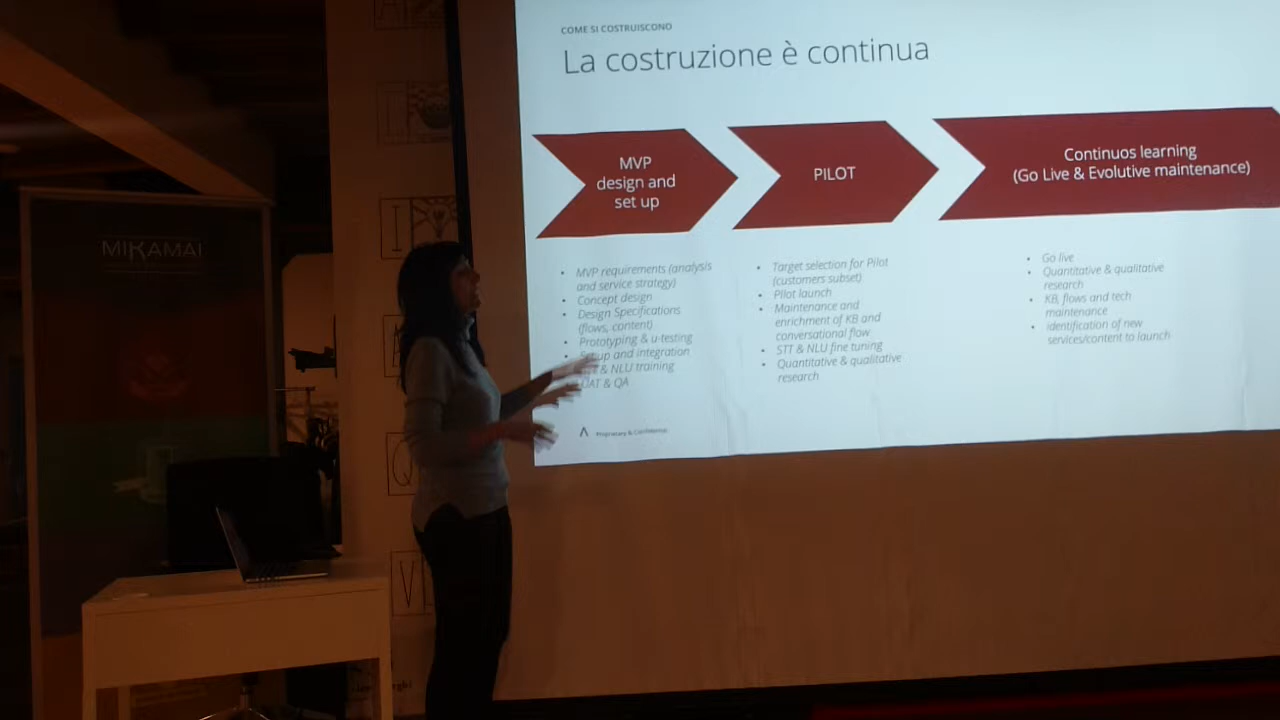 COME SI COSTRUISCONO
La costruzione è continua
MVP
design and
set up
PILOT
Continuos learning
(Go Live & Evolutive maintenance)
• MVP requirements (analysis
and service strategy)
• Concept design
• Design Specifications
(flows, content)
• Prototyping & u-testing
• Setup and integration
& NLU training
UAT & QA
• Target selection for Pilot
(customers subset)
• Pilot launch
• Maintenance and
enrichment of KB and
conversational flow
• STT & NLU fine tuning
• Quantitative & qualitative
research
• Go live
• Quantitative & qualitative
research
• KB, flows and tech
maintenance
• Identification of new
services/content to launch
Proprietary & Confidential
MIKAMAI
I
Q
V